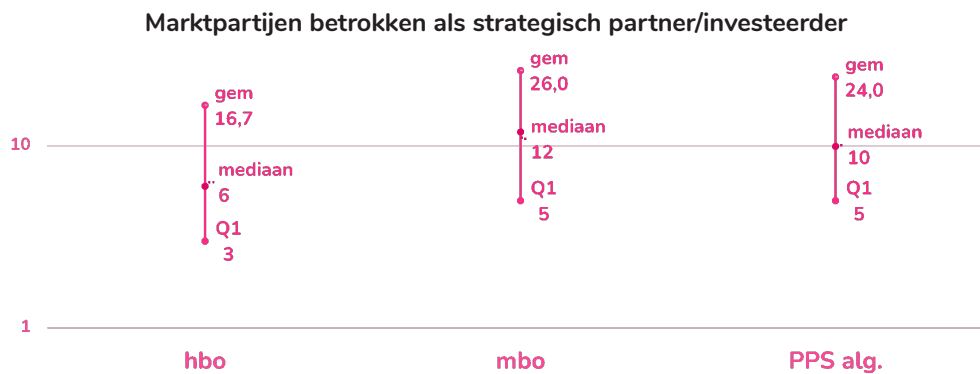 Marktpartijen betrokken als strategisch partner/investeerder
gem
16,7
mediaan
6
Q1
3
gem
26,0
mediaan
12
Q1
5
gem
24,0
mediaan
10
Q1
5
10
1
hbo
mbo
PPS alg.